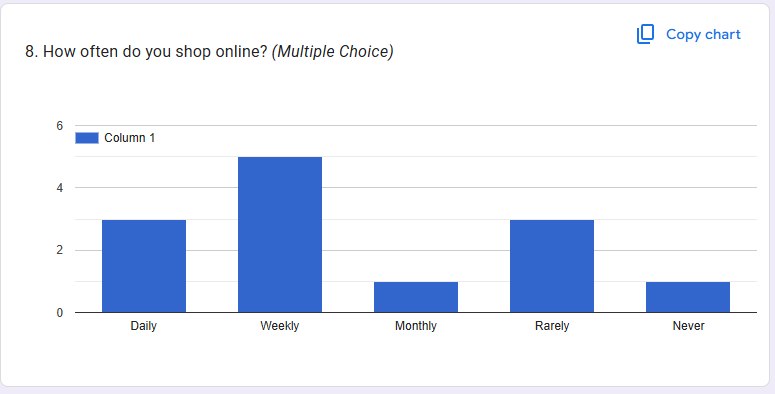 Copy chart
8. How often do you shop online? (Multiple Choice)
6
Column 1
4
2
0
Daily Weekly Monthly Rarely Never